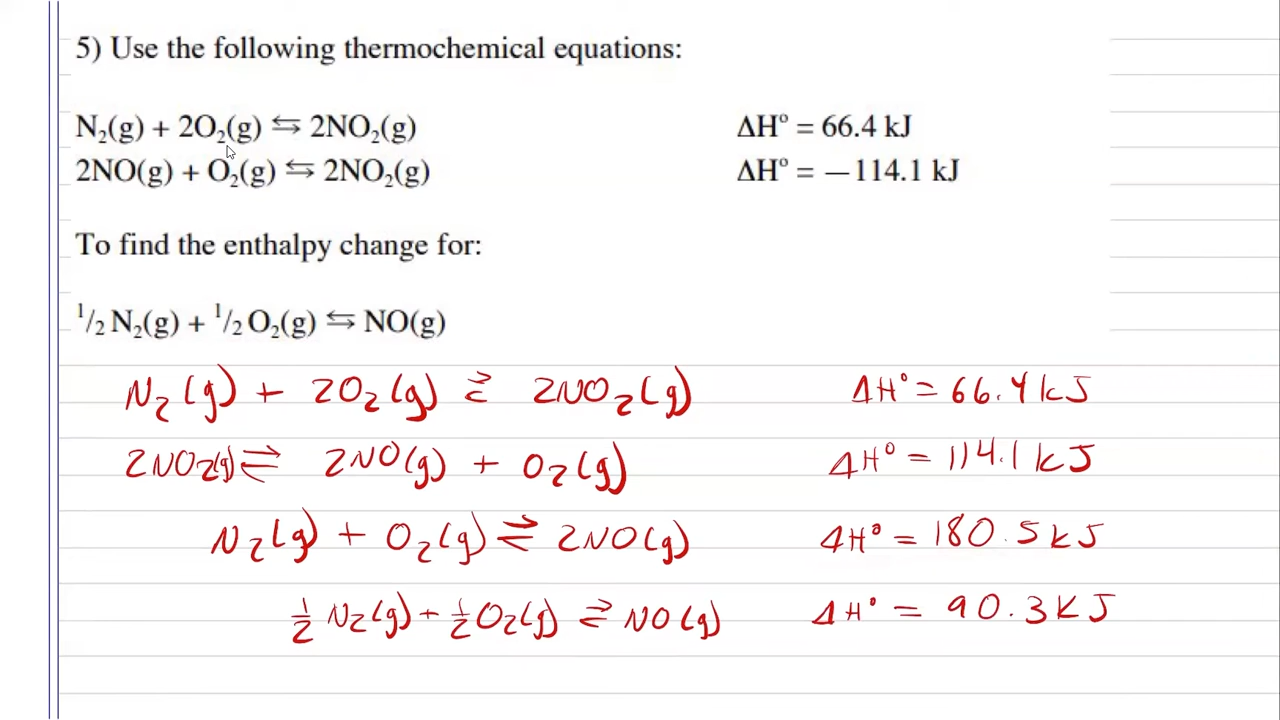 5) Use the following thermochemical equations:
N₂(g) + 2O₂(g) ⇆ 2NO₂(g) ΔH° = 66.4 kJ
2NO(g) + O₂(g) ⇆ 2NO₂(g) ΔH° = —114.1 kJ
To find the enthalpy change for:
¹/₂ N₂(g) + ¹/₂ O₂(g) ⇆ NO(g)
N₂(g) + 2O₂(g) ⇄ 2NO₂(g) ΔH° = 66.4 kJ
2NO₂(g) ⇄ 2NO(g) + O₂(g) ΔH° = 114.1 kJ
N₂(g) + O₂(g) ⇄ 2NO(g) ΔH° = 180.5 kJ
½ N₂(g) + ½ O₂(g) ⇄ NO(g) ΔH° = 90.3 kJ